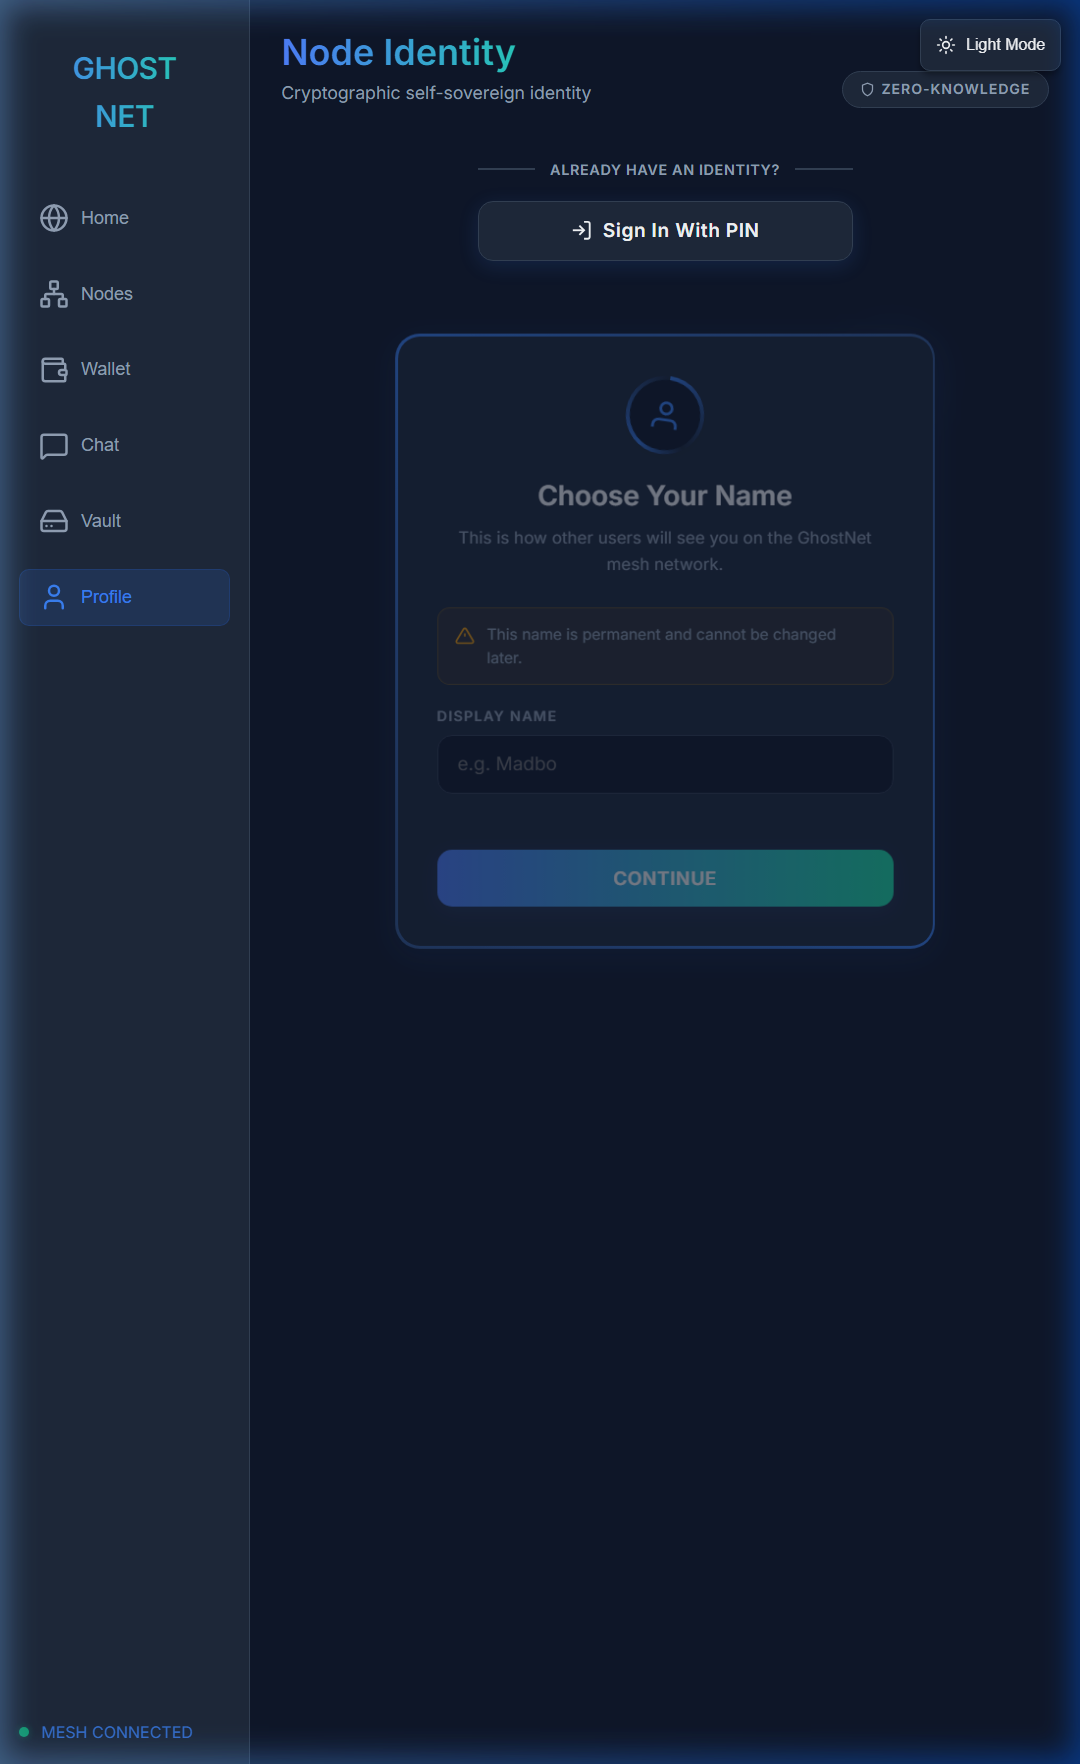 GHOST
NET
Home
Nodes
Wallet
Chat
Vault
Profile
MESH CONNECTED
Node Identity
Cryptographic self-sovereign identity
Light Mode
ZERO-KNOWLEDGE
ALREADY HAVE AN IDENTITY?
Sign In With PIN
Choose Your Name
This is how other users will see you on the GhostNet
mesh network.
This name is permanent and cannot be changed
later.
DISPLAY NAME
e.g. Madbo
CONTINUE